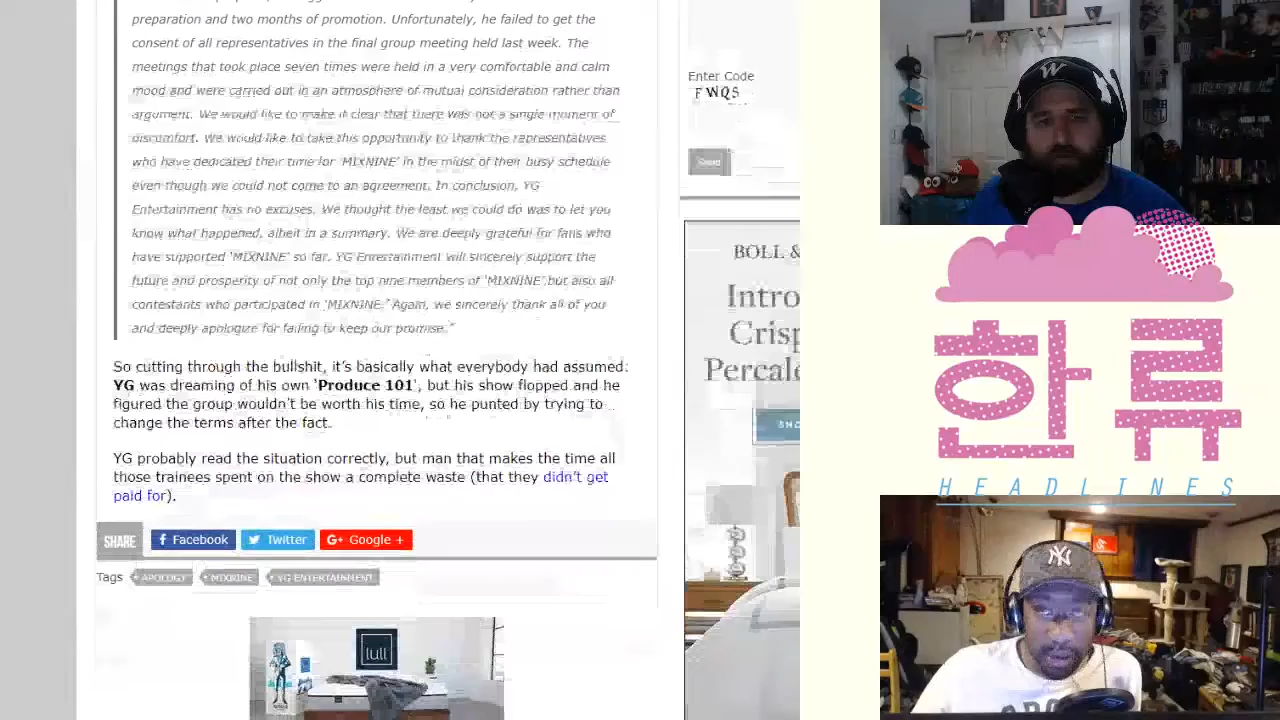 preparation and two months of promotion. Unfortunately, he failed to get the
consent of all representatives in the final group meeting held last week. The
meetings that took place seven times were held in a very comfortable and calm
mood and were carried out in an atmosphere of mutual consideration rather than
argument. We would like to make it clear that there was not a single moment of
discomfort. We would like to take this opportunity to thank the representatives
who have dedicated their time for 'MIXNINE' in the midst of their busy schedule
even though we could not come to an agreement. In conclusion, YG
Entertainment has no excuses. We thought the least we could do was to let you
know what happened, albeit in a summary. We are deeply grateful for fans who
have supported 'MIXNINE' so far. YG Entertainment will sincerely support the
future and prosperity of not only the top nine members of 'MIXNINE' but also all
contestants who participated in 'MIXNINE.' Again, we sincerely thank all of you
and deeply apologize for failing to keep our promise."
So cutting through the bullshit, it's basically what everybody had assumed.
YG was dreaming of his own 'Produce 101', but his show flopped and he
figured the group wouldn't be worth his time, so he punted by trying to
change the terms after the fact.
YG probably read the situation correctly, but man that makes the time all
those trainees spent on the show a complete waste (that they didn't get
paid for).
SHARE
Facebook
Twitter
Google +
Tags
APOLOGY
MIXNINE
YG ENTERTAINMENT
lull
Enter Code
FWQS
Send
BOLL &
Intro
Crisp
Percale
SHO
W
한류
HEADLINES
NY